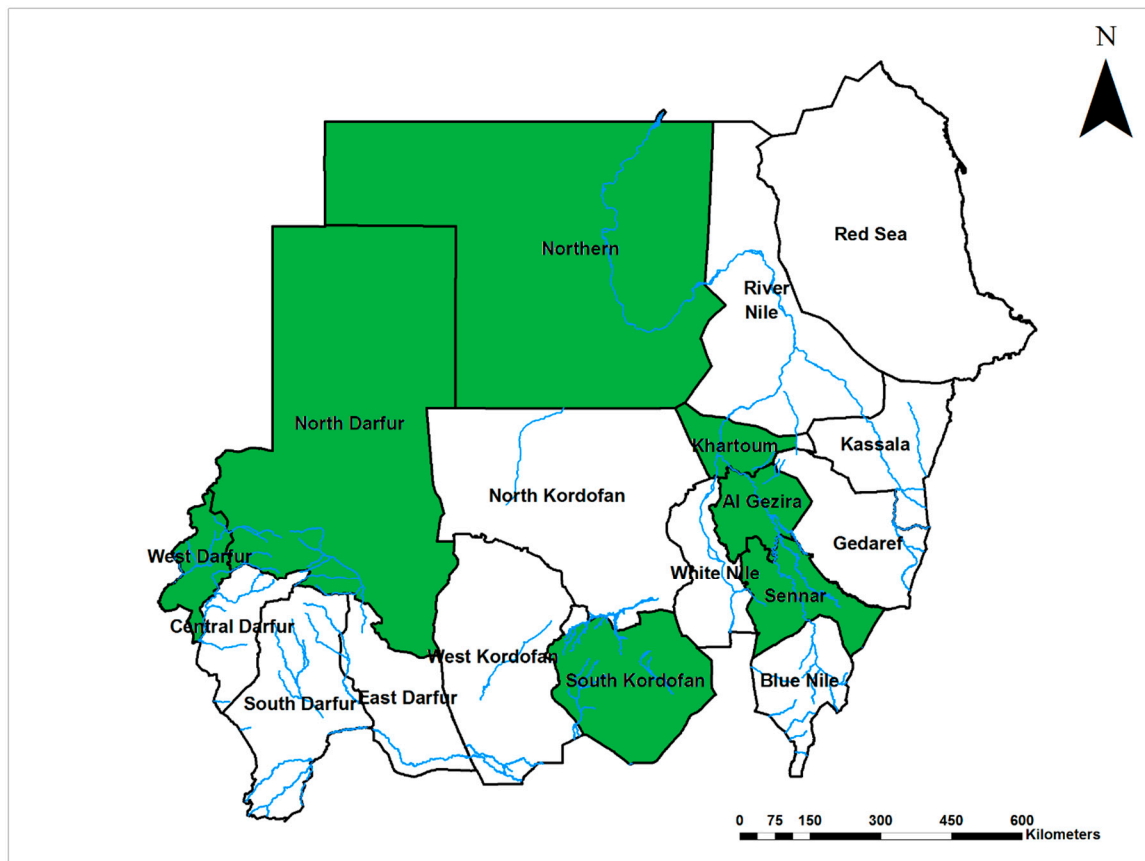 N
Red Sea
Northern
River
Nile
North Darfur
Khartoum
Kassala
North Kordofan
Al Gezira
Gedaref
West Darfur
White Nile
Sennar
Central Darfur
West Kordofan
South Kordofan
Blue Nile
East Darfur
South Darfur
0 75 150 300 450 600
Kilometers